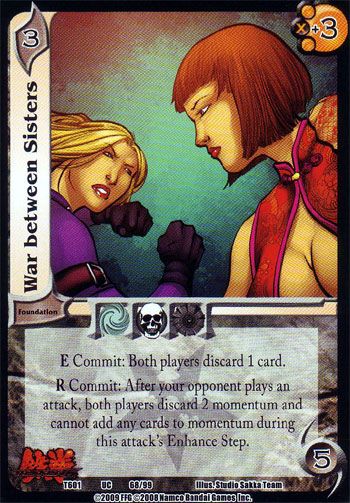 3
X +3
War between Sisters
Foundation
E Commit: Both players discard 1 card.
R Commit: After your opponent plays an
attack, both players discard 2 momentum and
cannot add any cards to momentum during
this attack's Enhance Step.
5
鉄拳
T601 UC 68/99 Illus. Studio Sakka Team
©2009 FFG ©2008 Namco Bandai Games Inc.